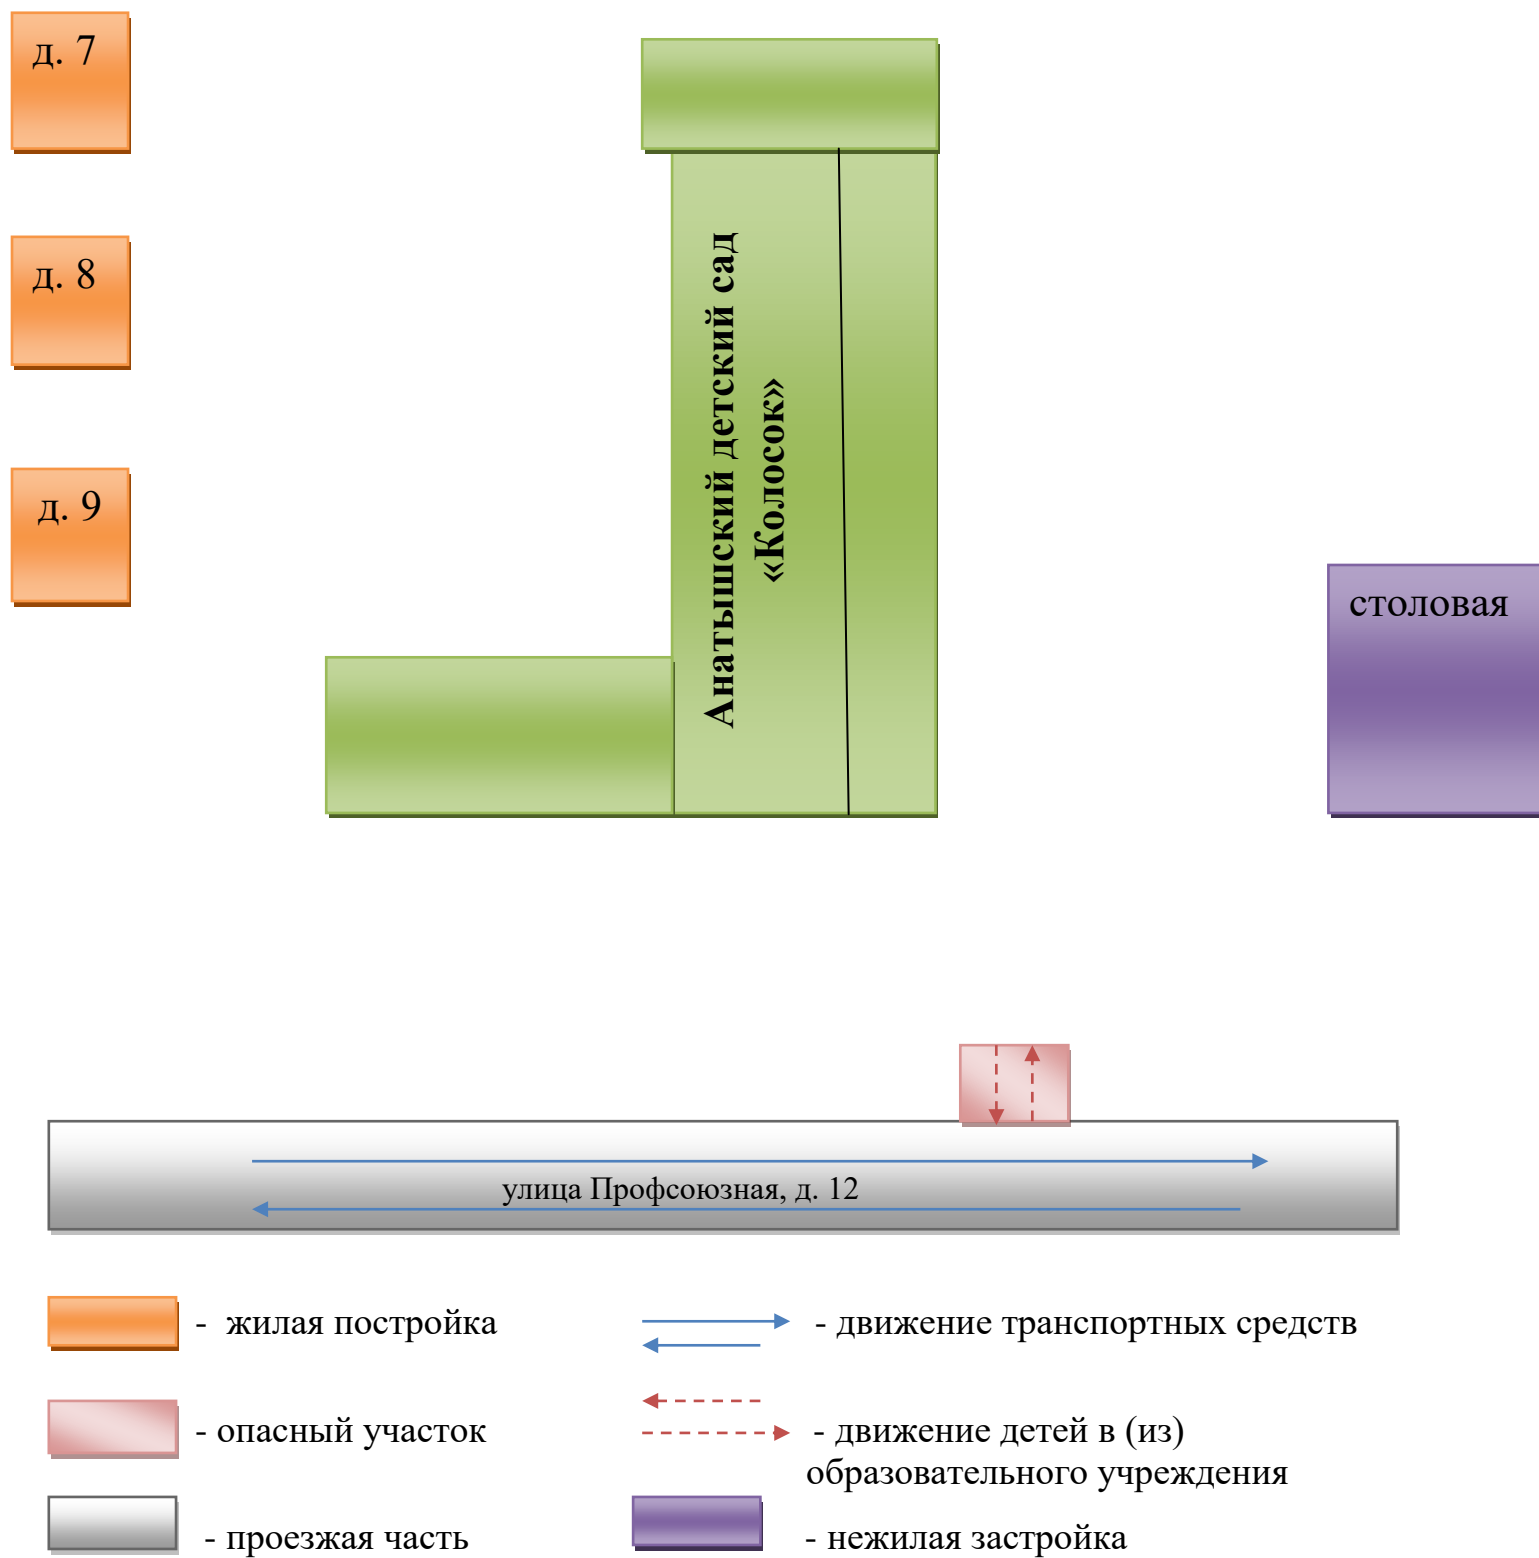 д. 7
д. 8
д. 9
Анатышский детский сад
«Колосок»
столовая
улица Профсоюзная, д. 12
- жилая постройка
- движение транспортных средств
- опасный участок
- движение детей в (из)
образовательного учреждения
- проезжая часть
- нежилая застройка